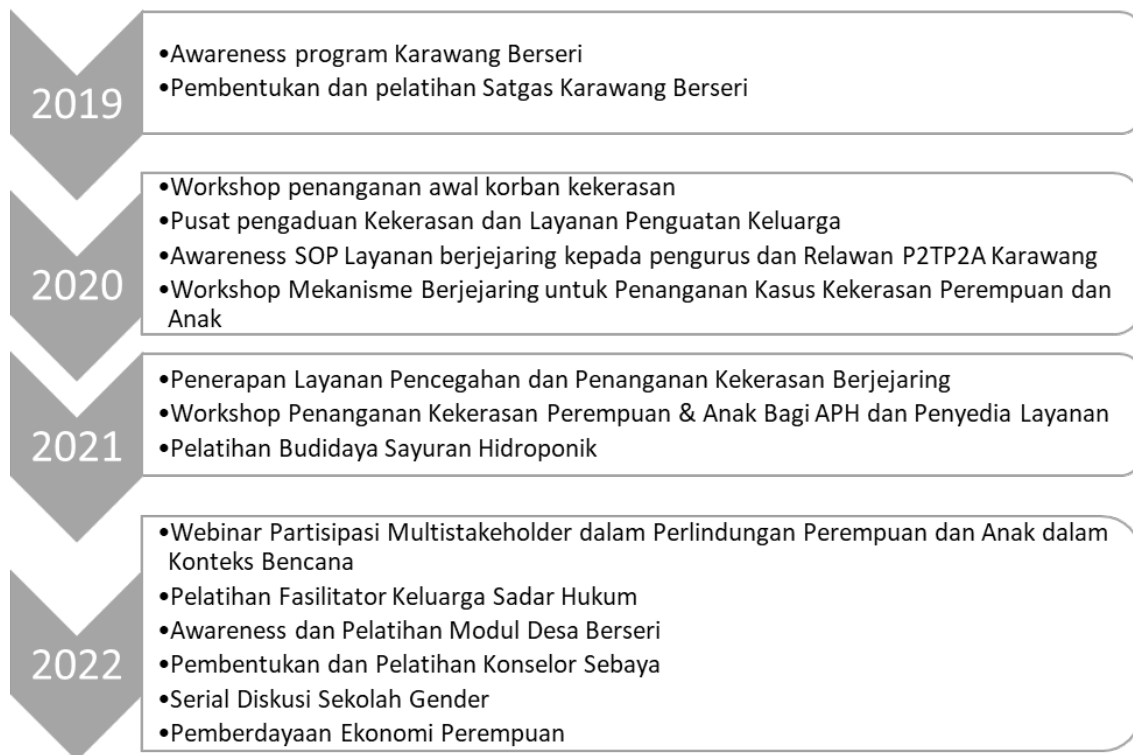 2019
•Awareness program Karawang Berseri
•Pembentukan dan pelatihan Satgas Karawang Berseri
2020
•Workshop penanganan awal korban kekerasan
•Pusat pengaduan Kekerasan dan Layanan Penguatan Keluarga
•Awareness SOP Layanan berjejaring kepada pengurus dan Relawan P2TP2A Karawang
•Workshop Mekanisme Berjejaring untuk Penanganan Kasus Kekerasan Perempuan dan
Anak
2021
•Penerapan Layanan Pencegahan dan Penanganan Kekerasan Berjejaring
•Workshop Penanganan Kekerasan Perempuan & Anak Bagi APH dan Penyedia Layanan
•Pelatihan Budidaya Sayuran Hidroponik
2022
•Webinar Partisipasi Multistakeholder dalam Perlindungan Perempuan dan Anak dalam
Konteks Bencana
•Pelatihan Fasilitator Keluarga Sadar Hukum
•Awareness dan Pelatihan Modul Desa Berseri
•Pembentukan dan Pelatihan Konselor Sebaya
•Serial Diskusi Sekolah Gender
•Pemberdayaan Ekonomi Perempuan